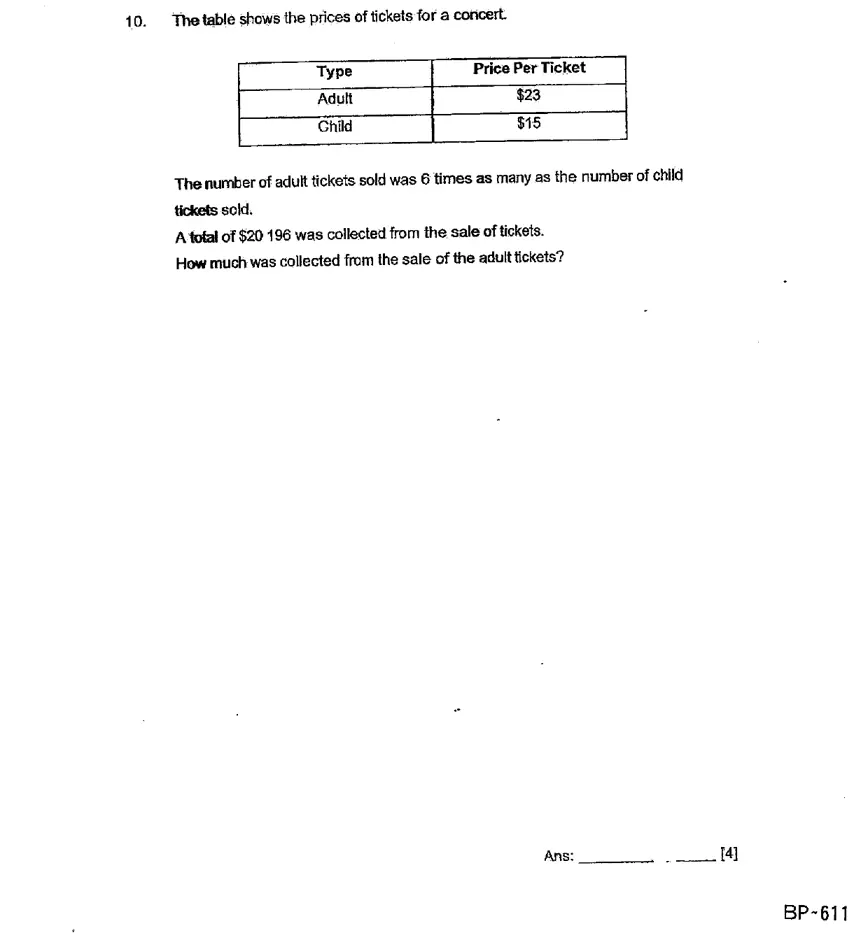 10. The table shows the prices of tickets for a concert.
Type Price Per Ticket
Adult $23
Child $15
The number of adult tickets sold was 6 times as many as the number of child
tickets sold.
A total of $20 196 was collected from the sale of tickets.
How much was collected from the sale of the adult tickets?
Ans: ________ . ____ [4]
BP-611